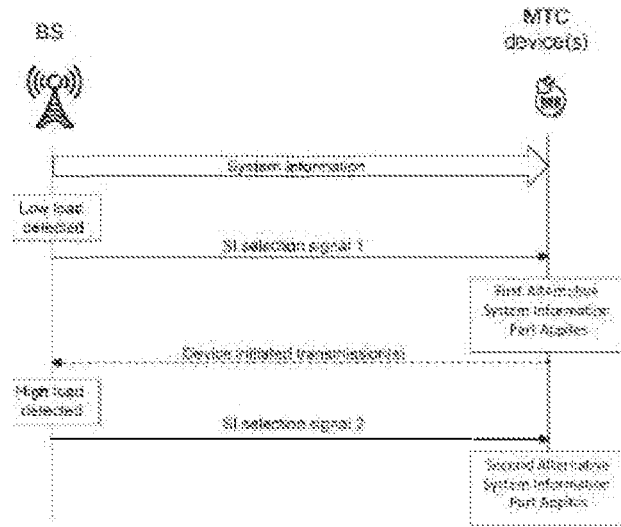 BS
MTC
device(s)
System information
Low load
detected
SI selection signal 1
First Alternative
System Information
Part Applies
Device initiated transmission(s)
High load
detected
SI selection signal 2
Second Alternative
System Information
Part Applies